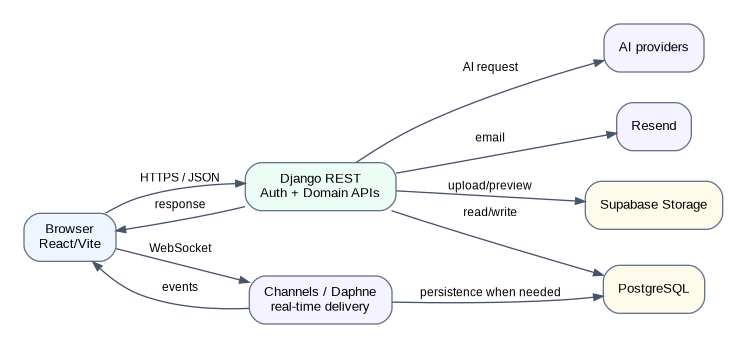 AI providers
AI request
Resend
email
HTTPS / JSON
Django REST
Auth + Domain APIs
upload/preview
Supabase Storage
response
read/write
Browser
React/Vite
WebSocket
events
Channels / Daphne
real-time delivery
persistence when needed
PostgreSQL